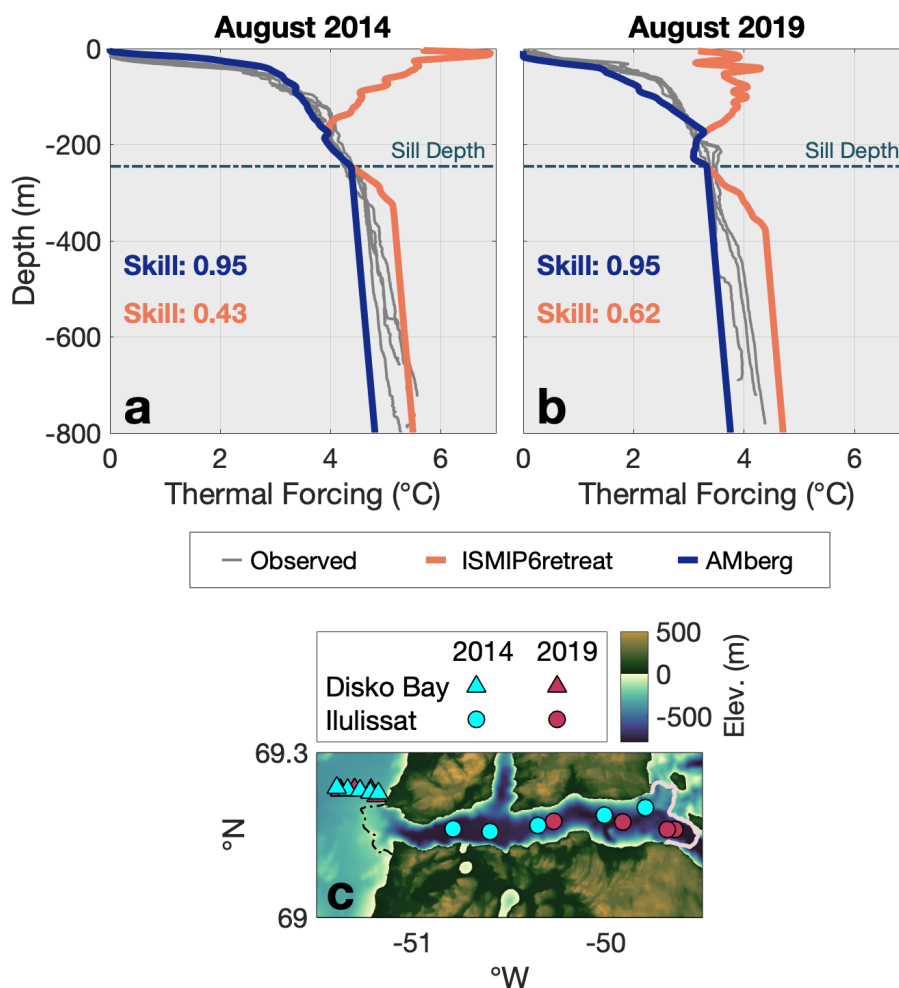 August 2014
August 2019
0
-200
-400
-600
-800
Depth (m)
Sill Depth
Skill: 0.95
Skill: 0.43
a
0
2
4
6
Thermal Forcing (°C)
Sill Depth
Skill: 0.95
Skill: 0.62
b
0
2
4
6
Thermal Forcing (°C)
Observed
ISMIP6retreat
AMberg
2014
2019
Disko Bay
Ilulissat
500
0
-500
Elev. (m)
69.3
°N
69
c
-51
-50
°W